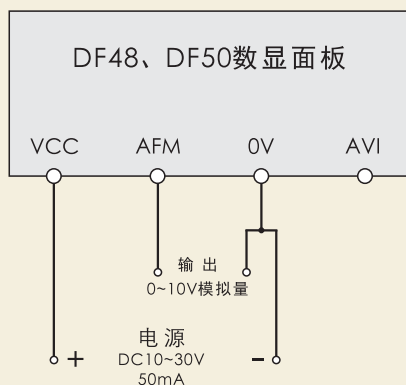 DF48、DF50数显面板
VCC AFM 0V AVI
输出
0~10V模拟量
电源
+ DC10~30V −
50mA